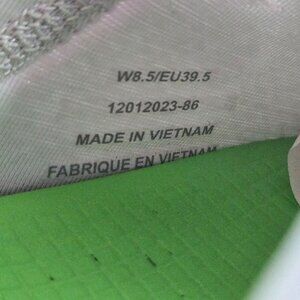 W8.5/EU39.5
12012023-86
MADE IN VIETNAM
FABRIQUE EN VIETNAM